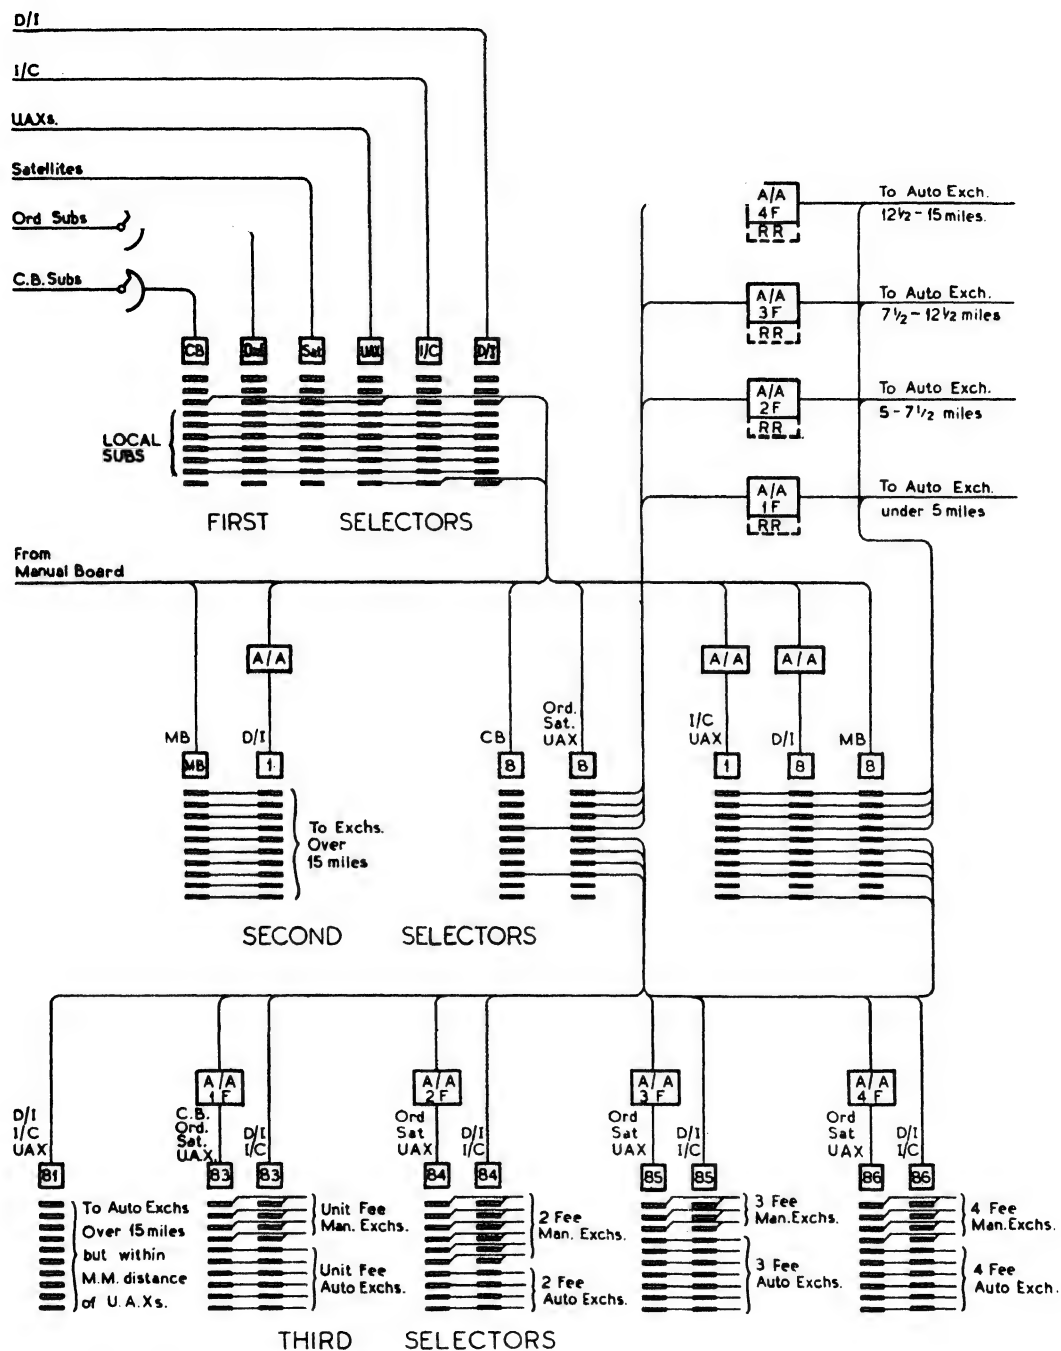 D/I
I/C
U.AXs.
Satellites
Ord Subs
C.B. Subs
CB
Ord
Sat
UAX
I/C
D/I
LOCAL
SUBS
FIRST SELECTORS
A/A
4F
RR
To Auto Exch.
12½ - 15 miles.
A/A
3F
RR
To Auto Exch.
7½ - 12½ miles
A/A
2F
RR
To Auto Exch.
5 - 7½ miles
A/A
1F
RR
To Auto Exch.
under 5 miles
From
Manual Board
A/A
A/A
A/A
MB
MB
D/I
1
To Exchs.
Over
15 miles
CB
8
Ord.
Sat.
UAX
8
I/C
UAX
1
D/I
8
MB
8
SECOND SELECTORS
A/A
1F
A/A
2F
A/A
3F
A/A
4F
D/I
I/C
UAX
81
C.B.
Ord.
Sat.
U.A.X.
83
D/I
I/C
83
Ord
Sat
UAX
84
D/I
I/C
84
Ord
Sat
UAX
85
D/I
I/C
85
Ord
Sat
UAX
86
D/I
I/C
86
To Auto Exchs
Over 15 miles
but within
M.M. distance
of U.A.Xs.
Unit Fee
Man. Exchs.
Unit Fee
Auto Exchs.
2 Fee
Man. Exchs.
2 Fee
Auto Exchs.
3 Fee
Man. Exchs.
3 Fee
Auto Exchs.
4 Fee
Man. Exchs.
4 Fee
Auto Exch.
THIRD SELECTORS